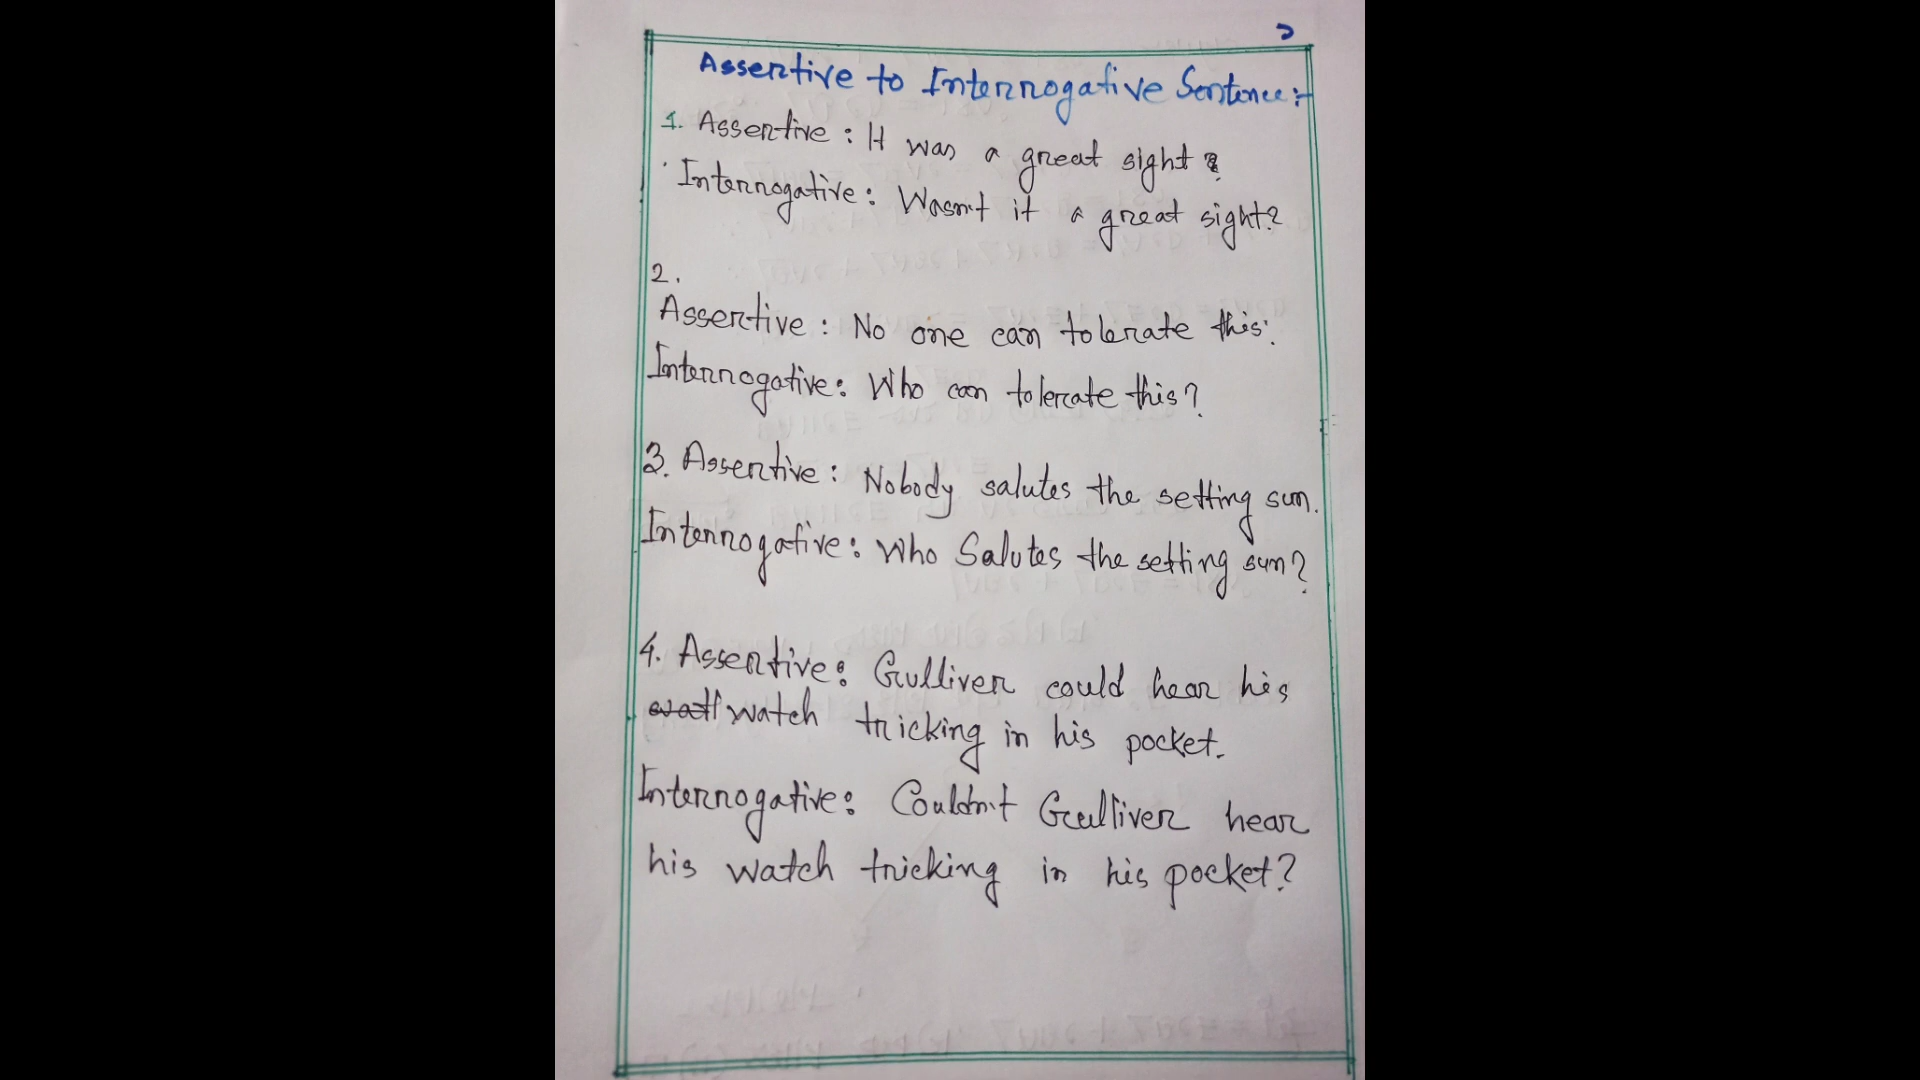 Assertive to Interrogative Sentence :-
1. Assertive : It was a great sight
Interrogative : Wasn't it a great sight?
2.
Assertive : No one can tolerate this.
Interrogative : Who can tolerate this?
3. Assertive : Nobody salutes the setting sun.
Interrogative : Who Salutes the setting sun?
4. Assertive : Gulliver could hear his
watch tricking in his pocket.
Interrogative : Couldn't Gulliver hear
his watch tricking in his pocket?